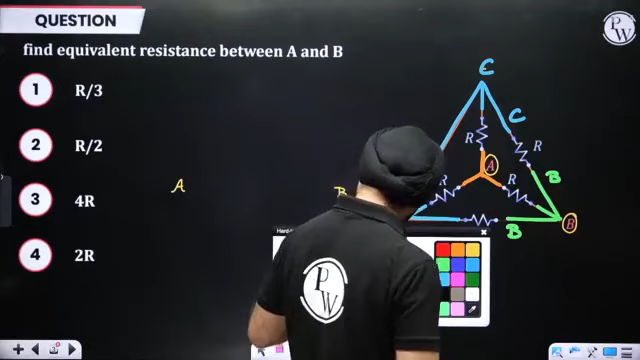 QUESTION
PW
find equivalent resistance between A and B
1 R/3
2 R/2
3 4R
4 2R
C
C
R
R
A
B
R
R
A
B
B
B
PW